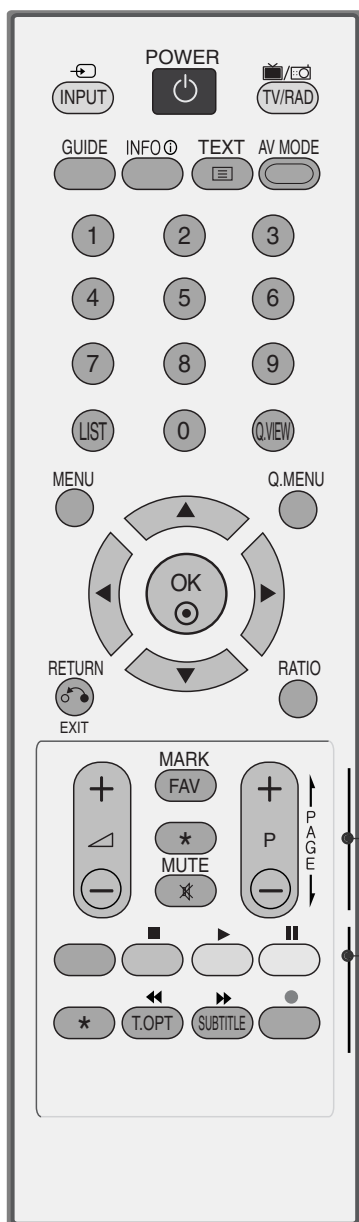 POWER
INPUT
TV/RAD
GUIDE INFO i TEXT AV MODE
1 2 3
4 5 6
7 8 9
LIST 0 Q.VIEW
MENU Q.MENU
OK
RETURN RATIO
EXIT
MARK
+ FAV +
* P
PAGE
MUTE
- -
* T.OPT SUBTITLE